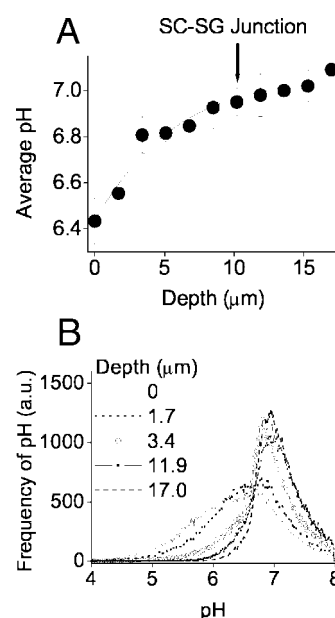 A
SC-SG Junction
Average pH
7.0
6.8
6.6
6.4
0 5 10 15
Depth (μm)
B
Frequency of pH (a.u.)
1500
1000
500
0
Depth (μm)
0
1.7
3.4
11.9
17.0
4 5 6 7 8
pH